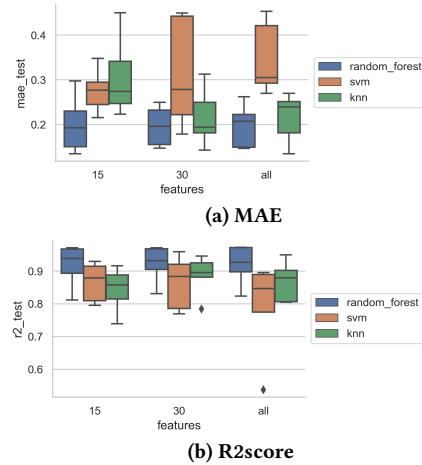 0.4
0.3
0.2
mae_test
15
30
all
features
random_forest
svm
knn
(a) MAE
0.9
0.8
0.7
0.6
r2_test
15
30
all
features
random_forest
svm
knn
(b) R2score